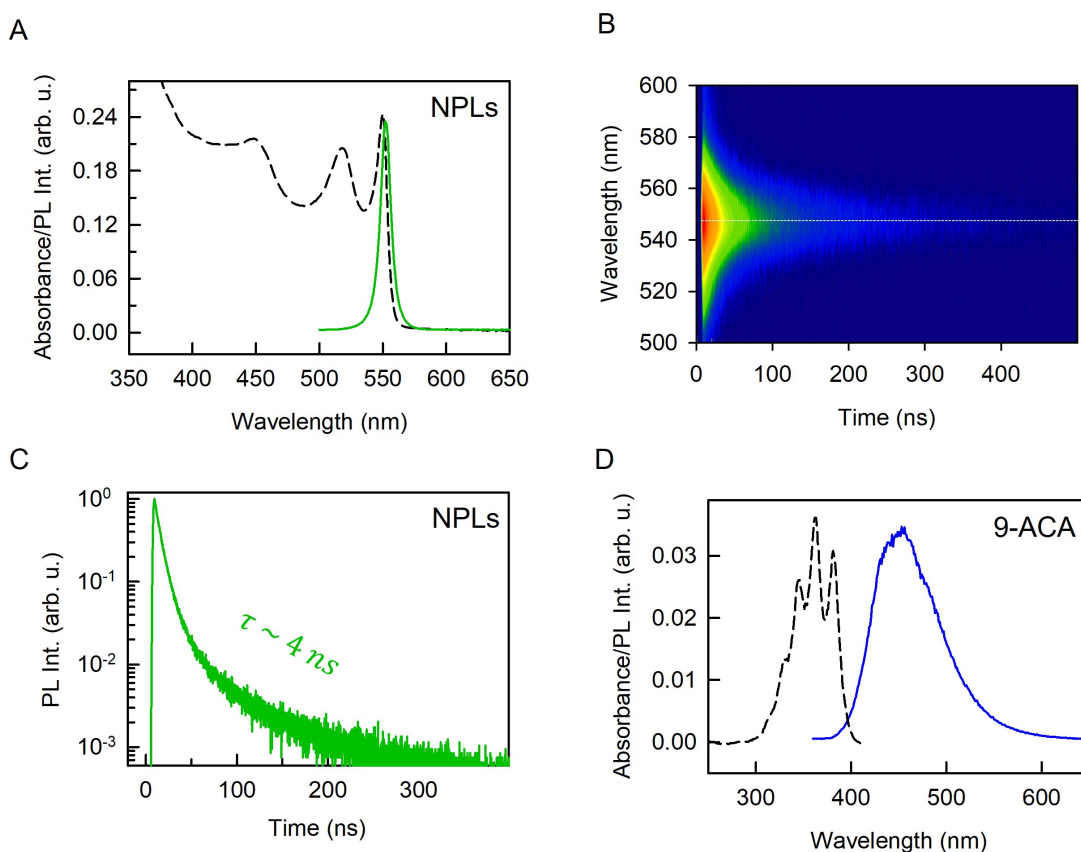 A
NPLs
Absorbance/PL Int. (arb. u.)
0.24
0.18
0.12
0.06
0.00
350 400 450 500 550 600 650
Wavelength (nm)
B
Wavelength (nm)
600
580
560
540
520
500
0 100 200 300 400
Time (ns)
C
NPLs
PL Int. (arb. u.)
10⁰
10⁻¹
10⁻²
10⁻³
τ ~ 4 ns
0 100 200 300
Time (ns)
D
9-ACA
Absorbance/PL Int. (arb. u.)
0.03
0.02
0.01
0.00
300 400 500 600
Wavelength (nm)